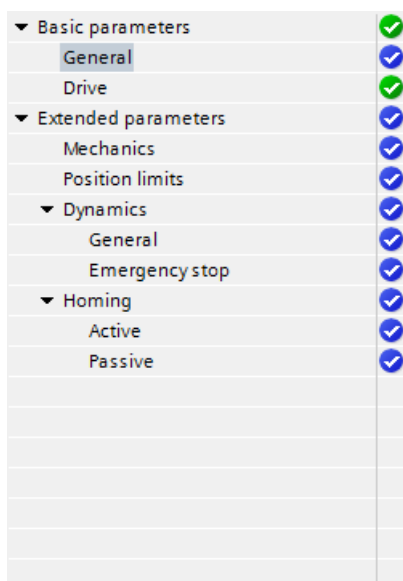 Basic parameters
General
Drive
Extended parameters
Mechanics
Position limits
Dynamics
General
Emergency stop
Homing
Active
Passive